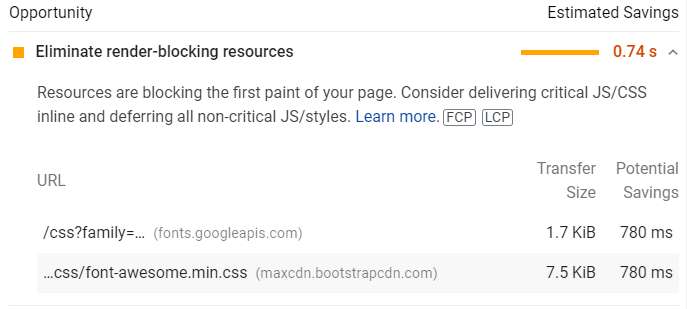 Opportunity Estimated Savings
Eliminate render-blocking resources 0.74 s
Resources are blocking the first paint of your page. Consider delivering critical JS/CSS
inline and deferring all non-critical JS/styles. Learn more. FCP LCP
URL Transfer Size Potential Savings
/css?family=… (fonts.googleapis.com) 1.7 KiB 780 ms
…css/font-awesome.min.css (maxcdn.bootstrapcdn.com) 7.5 KiB 780 ms